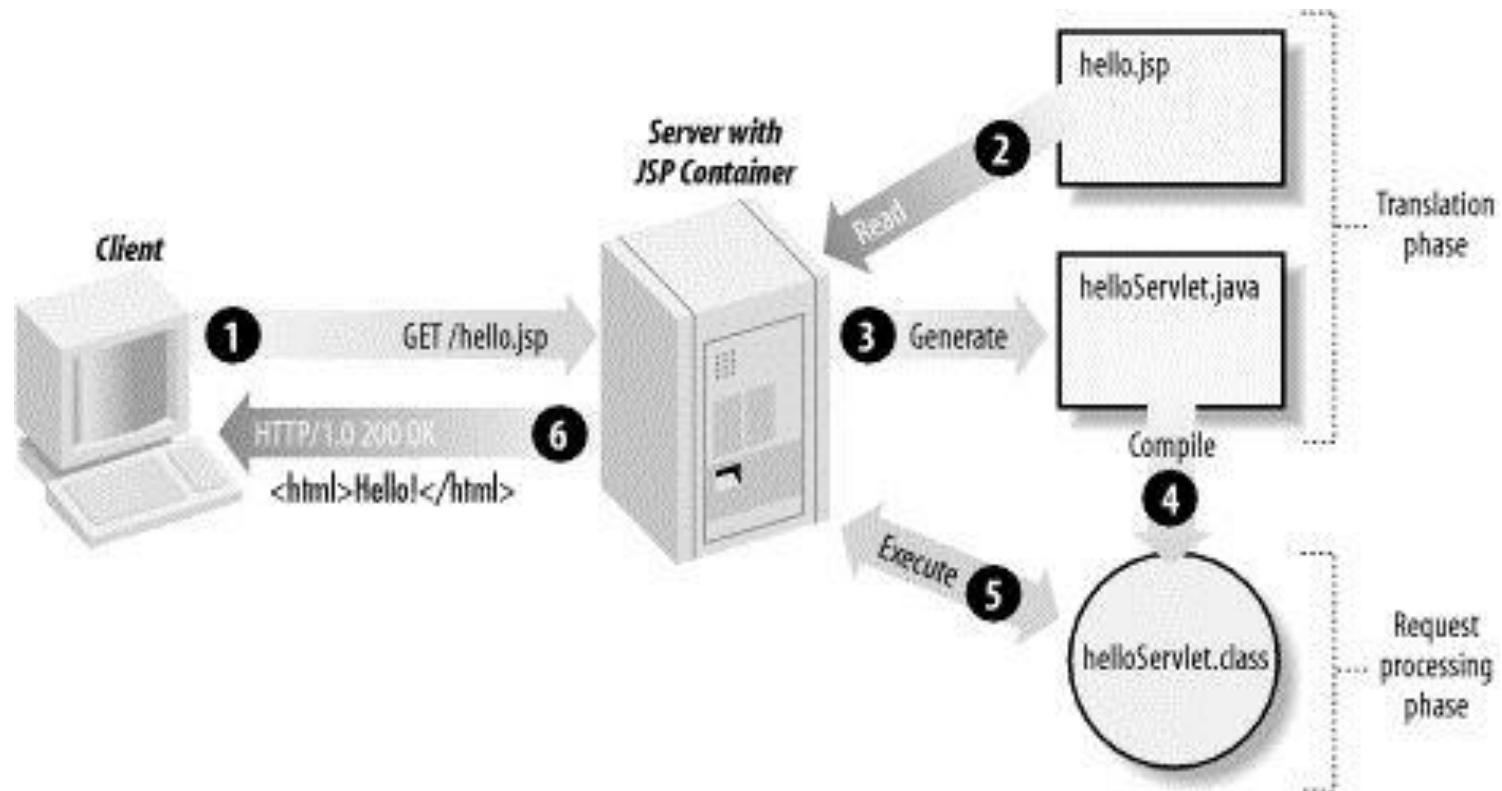 hello.jsp
Server with
JSP Container
2
Read
Translation
phase
Client
helloServlet.java
1
GET /hello.jsp
3
Generate
HTTP/1.0 200 OK
6
<html>Hello!</html>
Compile
4
Execute
5
helloServlet.class
Request
processing
phase